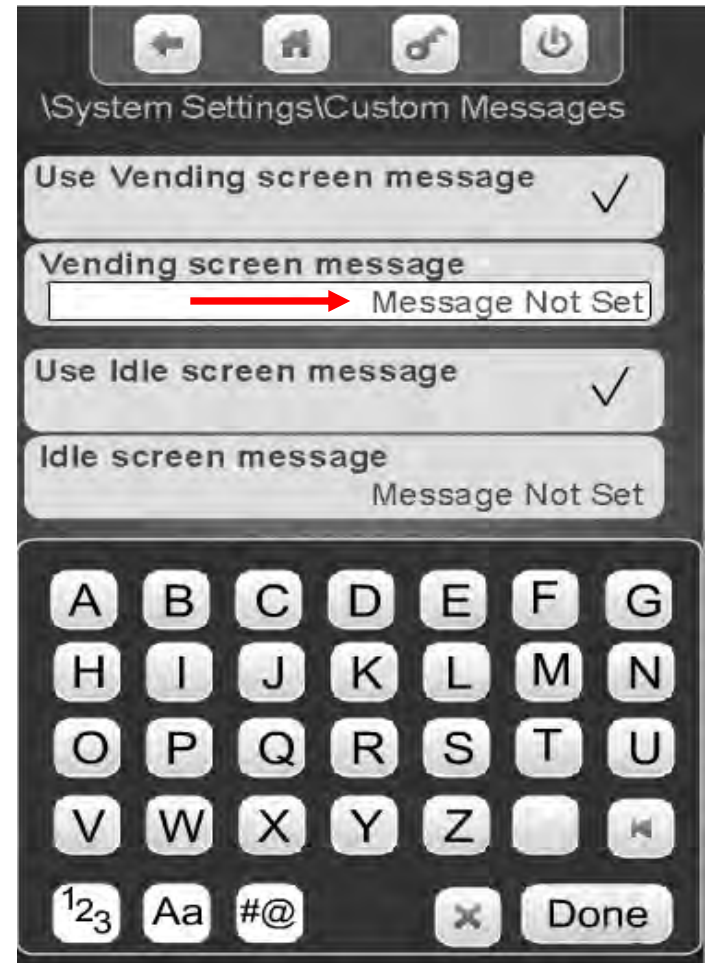 \System Settings\Custom Messages
Use Vending screen message
Vending screen message
Message Not Set
Use Idle screen message
Idle screen message
Message Not Set
A B C D E F G
H I J K L M N
O P Q R S T U
V W X Y Z
123 Aa #@ Done